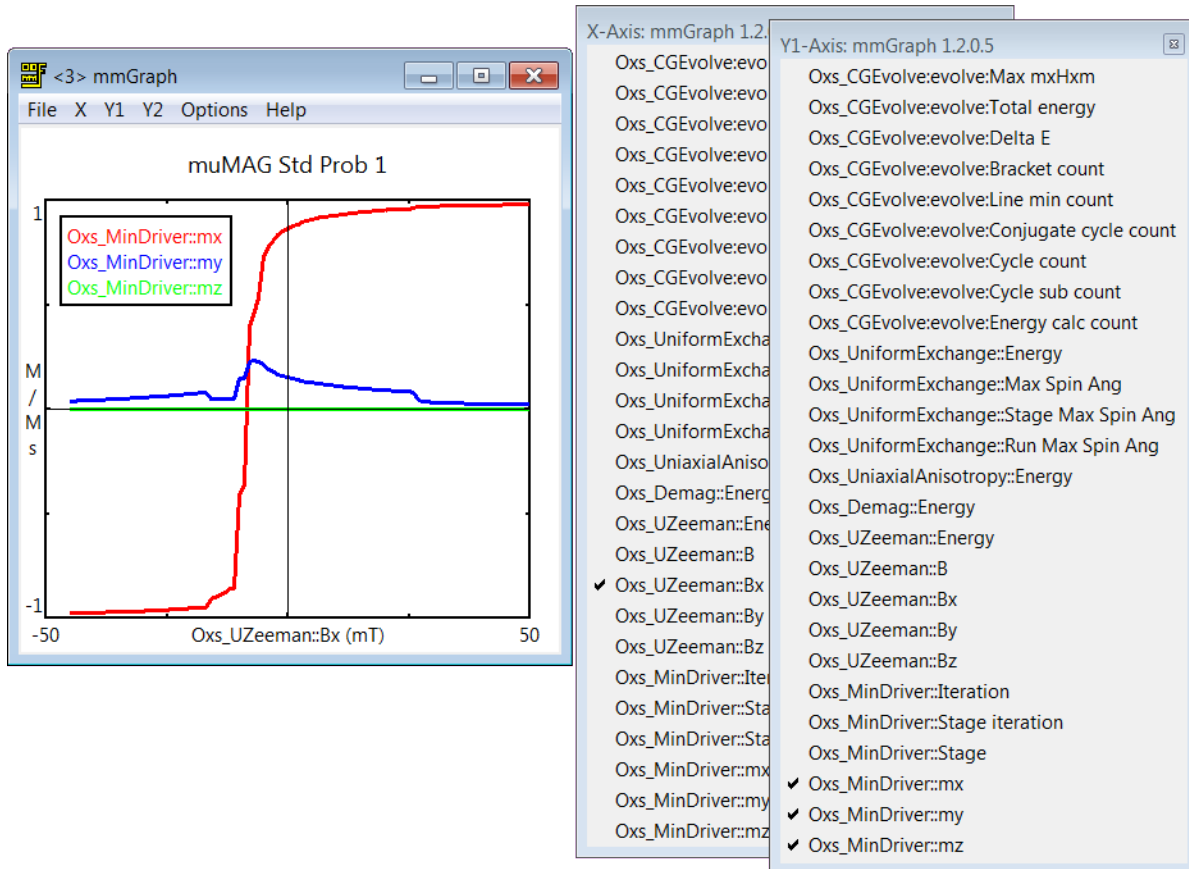 <3> mmGraph
File X Y1 Y2 Options Help
muMAG Std Prob 1
1
Oxs_MinDriver::mx
Oxs_MinDriver::my
Oxs_MinDriver::mz
M
/
M
s
-1
-50
Oxs_UZeeman::Bx (mT)
50
X-Axis: mmGraph 1.2.
Oxs_CGEvolve:evo
Oxs_CGEvolve:evo
Oxs_CGEvolve:evo
Oxs_CGEvolve:evo
Oxs_CGEvolve:evo
Oxs_CGEvolve:evo
Oxs_CGEvolve:evo
Oxs_CGEvolve:evo
Oxs_CGEvolve:evo
Oxs_UniformExcha
Oxs_UniformExcha
Oxs_UniformExcha
Oxs_UniformExcha
Oxs_UniaxialAniso
Oxs_Demag::Energ
Oxs_UZeeman::Ene
Oxs_UZeeman::B
Oxs_UZeeman::Bx
Oxs_UZeeman::By
Oxs_UZeeman::Bz
Oxs_MinDriver::Iter
Oxs_MinDriver::Sta
Oxs_MinDriver::Sta
Oxs_MinDriver::mx
Oxs_MinDriver::my
Oxs_MinDriver::mz
Y1-Axis: mmGraph 1.2.0.5
Oxs_CGEvolve:evolve:Max mxHxm
Oxs_CGEvolve:evolve:Total energy
Oxs_CGEvolve:evolve:Delta E
Oxs_CGEvolve:evolve:Bracket count
Oxs_CGEvolve:evolve:Line min count
Oxs_CGEvolve:evolve:Conjugate cycle count
Oxs_CGEvolve:evolve:Cycle count
Oxs_CGEvolve:evolve:Cycle sub count
Oxs_CGEvolve:evolve:Energy calc count
Oxs_UniformExchange::Energy
Oxs_UniformExchange::Max Spin Ang
Oxs_UniformExchange::Stage Max Spin Ang
Oxs_UniformExchange::Run Max Spin Ang
Oxs_UniaxialAnisotropy::Energy
Oxs_Demag::Energy
Oxs_UZeeman::Energy
Oxs_UZeeman::B
Oxs_UZeeman::Bx
Oxs_UZeeman::By
Oxs_UZeeman::Bz
Oxs_MinDriver::Iteration
Oxs_MinDriver::Stage iteration
Oxs_MinDriver::Stage
Oxs_MinDriver::mx
Oxs_MinDriver::my
Oxs_MinDriver::mz